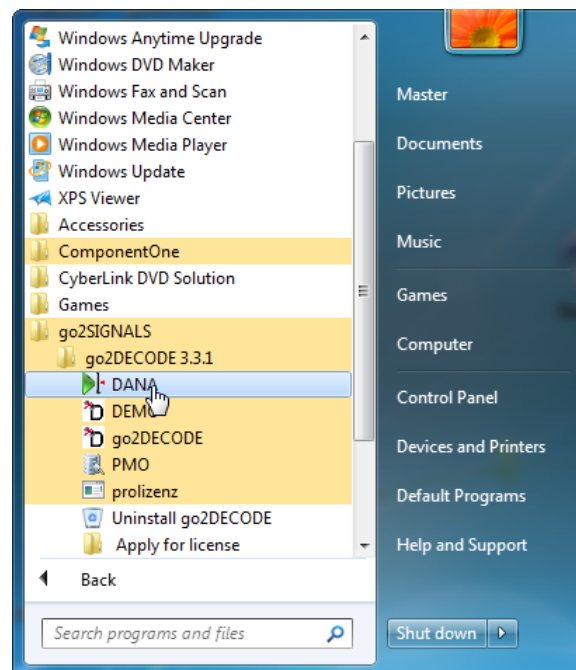 Windows Anytime Upgrade
Windows DVD Maker
Windows Fax and Scan
Windows Media Center
Windows Media Player
Windows Update
XPS Viewer
Accessories
ComponentOne
CyberLink DVD Solution
Games
go2SIGNALS
go2DECODE 3.3.1
DANA
DEMO
go2DECODE
PMO
prolizenz
Uninstall go2DECODE
Apply for license
Back
Search programs and files
Master
Documents
Pictures
Music
Games
Computer
Control Panel
Devices and Printers
Default Programs
Help and Support
Shut down